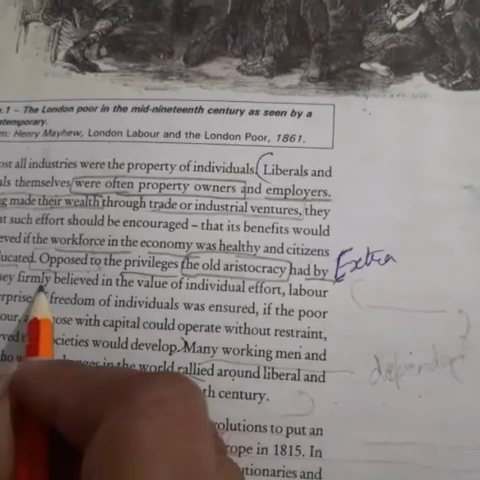 .1 – The London poor in the mid-nineteenth century as seen by a
temporary.
m: Henry Mayhew, London Labour and the London Poor, 1861.
ost all industries were the property of individuals. Liberals and
als themselves were often property owners and employers.
g made their wealth through trade or industrial ventures, they
at such effort should be encouraged – that its benefits would
eved if the workforce in the economy was healthy and citizens
ucated. Opposed to the privileges the old aristocracy had by
Extra
ey firmly believed in the value of individual effort, labour
erprise. freedom of individuals was ensured, if the poor
our, a ose with capital could operate without restraint,
eved ocieties would develop. Many working men and
ho w in the world rallied around liberal and
th century.
olutions to put an
rope in 1815. In
utionaries and